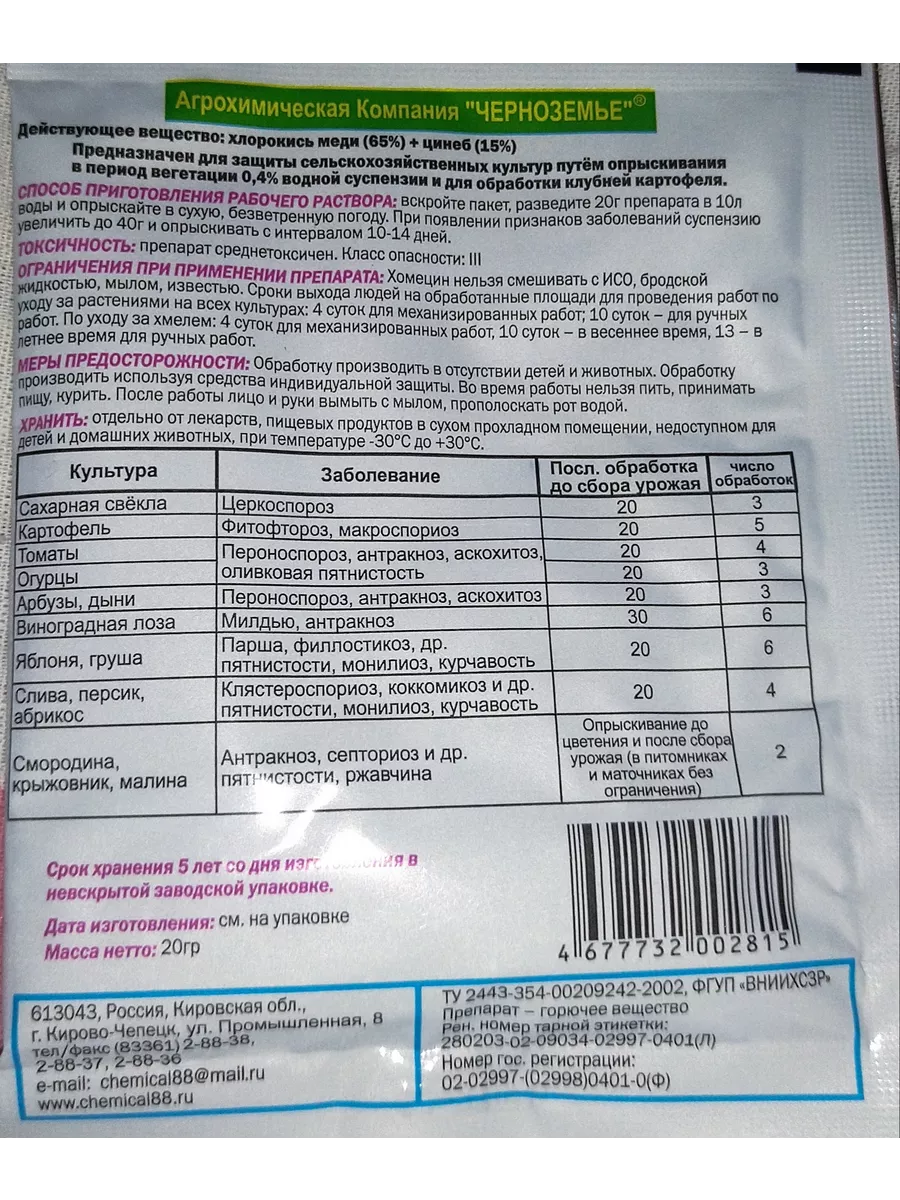 Агрохимическая Компания "ЧЕРНОЗЕМЬЕ"®
Действующее вещество: хлорокись меди (65%) + цинеб (15%)
Предназначен для защиты сельскохозяйственных культур путём опрыскивания
в период вегетации 0,4% водной суспензии и для обработки клубней картофеля.
СПОСОБ ПРИГОТОВЛЕНИЯ РАБОЧЕГО РАСТВОРА: вскройте пакет, разведите 20г препарата в 10л
воды и опрыскайте в сухую, безветренную погоду. При появлении признаков заболеваний суспензию
увеличить до 40г и опрыскивать с интервалом 10-14 дней.
ТОКСИЧНОСТЬ: препарат среднетоксичен. Класс опасности: III
ОГРАНИЧЕНИЯ ПРИ ПРИМЕНЕНИИ ПРЕПАРАТА: Хомецин нельзя смешивать с ИСО, бродской
жидкостью, мылом, известью. Сроки выхода людей на обработанные площади для проведения работ по
уходу за растениями на всех культурах: 4 суток для механизированных работ; 10 суток – для ручных
работ. По уходу за хмелем: 4 суток для механизированных работ, 10 суток – в весеннее время, 13 – в
летнее время для ручных работ.
МЕРЫ ПРЕДОСТОРОЖНОСТИ: Обработку производить в отсутствии детей и животных. Обработку
производить используя средства индивидуальной защиты. Во время работы нельзя пить, принимать
пищу, курить. После работы лицо и руки вымыть с мылом, прополоскать рот водой.
ХРАНИТЬ: отдельно от лекарств, пищевых продуктов в сухом прохладном помещении, недоступном для
детей и домашних животных, при температуре -30°С до +30°С.
Культура Заболевание Посл. обработка до сбора урожая число обработок
Сахарная свёкла Церкоспороз 20 3
Картофель Фитофтороз, макроспориоз 20 5
Томаты Пероноспороз, антракноз, аскохитоз, 20 4
Огурцы оливковая пятнистость 20 3
Арбузы, дыни Пероноспороз, антракноз, аскохитоз 20 3
Виноградная лоза Милдью, антракноз 30 6
Яблоня, груша Парша, филлостикоз, др.
пятнистости, монилиоз, курчавость 20 6
Слива, персик,
абрикос Клястероспориоз, коккомикоз и др.
пятнистости, монилиоз, курчавость 20 4
Смородина,
крыжовник, малина Антракноз, септориоз и др.
пятнистости, ржавчина
Опрыскивание до
цветения и после сбора
урожая (в питомниках
и маточниках без
ограничения) 2
Срок хранения 5 лет со дня изготовления в
невскрытой заводской упаковке.
Дата изготовления: см. на упаковке
Масса нетто: 20гр
4 677732 002815
613043, Россия, Кировская обл.,
г. Кирово-Чепецк, ул. Промышленная, 8
тел/факс (83361) 2-88-38,
2-88-37, 2-88-36
e-mail: chemical88@mail.ru
www.chemical88.ru
ТУ 2443-354-00209242-2002, ФГУП «ВНИИХСЗР»
Препарат – горючее вещество
Рен. номер тарной этикетки:
280203-02-09034-02997-0401(Л)
Номер гос. регистрации:
02-02997-(02998)0401-0(Ф)